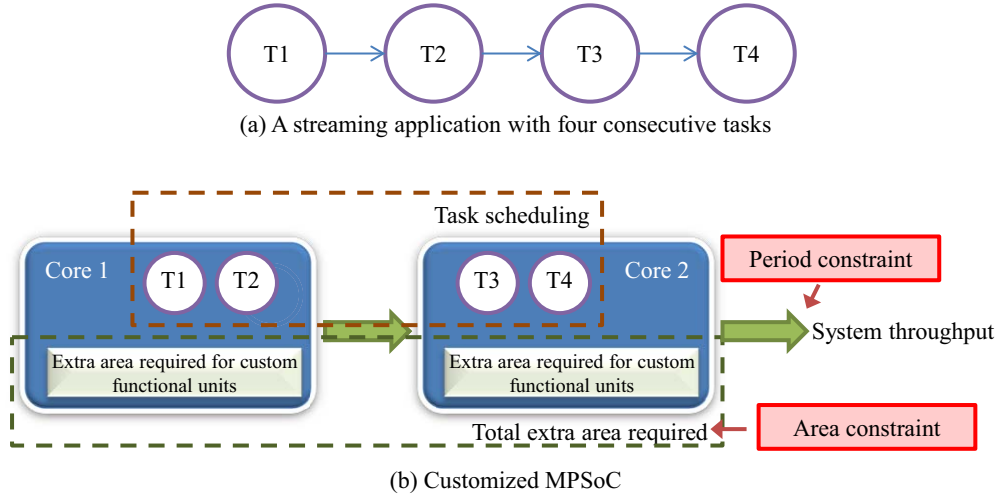 T1
T2
T3
T4
(a) A streaming application with four consecutive tasks
Task scheduling
Core 1
T1
T2
T3
T4
Core 2
Period constraint
System throughput
Extra area required for custom
functional units
Extra area required for custom
functional units
Total extra area required
Area constraint
(b) Customized MPSoC